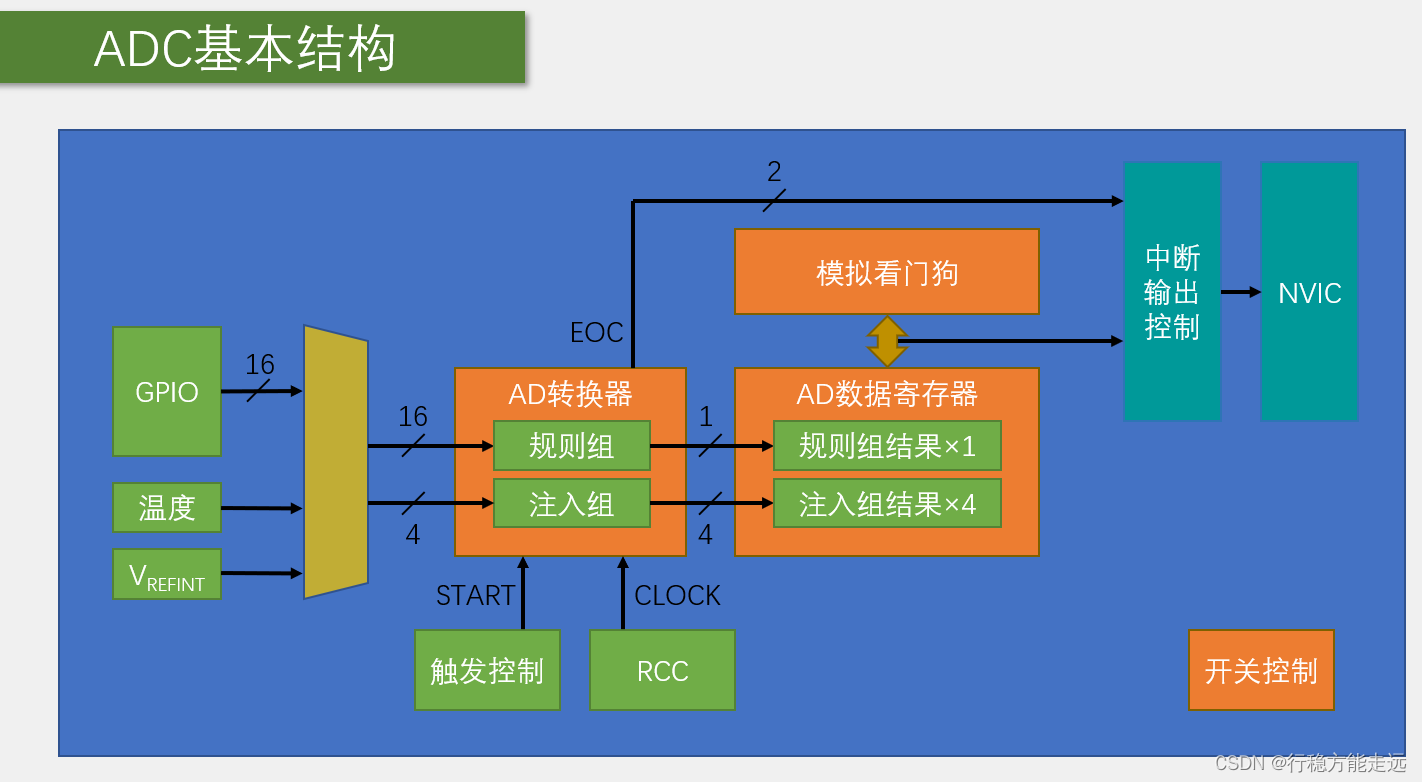 ADC基本结构
2
模拟看门狗
中断
输出
控制
NVIC
EOC
GPIO
16
16
AD转换器
1
AD数据寄存器
规则组
规则组结果×1
温度
注入组
注入组结果×4
4
4
VREFINT
START
CLOCK
触发控制
RCC
开关控制
CSDN @行稳方能走远